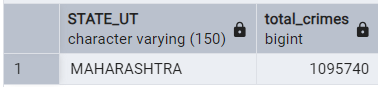 STATE_UT total_crimes
character varying (150) bigint
1 MAHARASHTRA 1095740